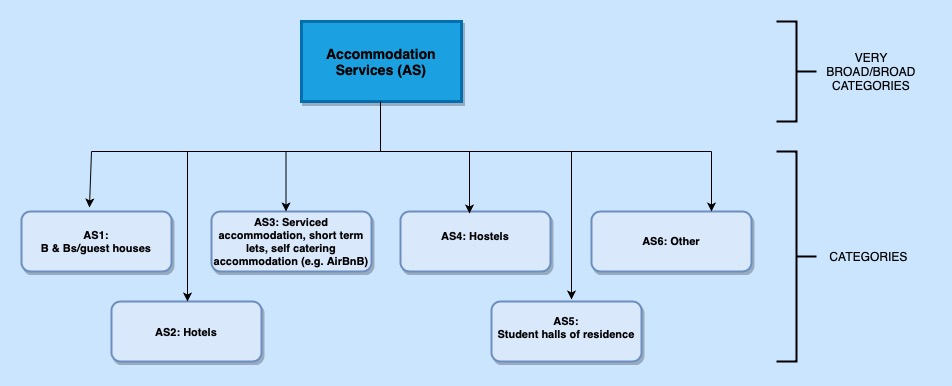 Accommodation
Services (AS)
VERY
BROAD/BROAD
CATEGORIES
AS1:
B & Bs/guest houses
AS3: Serviced
accommodation, short term
lets, self catering
accommodation (e.g. AirBnB)
AS4: Hostels
AS6: Other
CATEGORIES
AS2: Hotels
AS5:
Student halls of residence